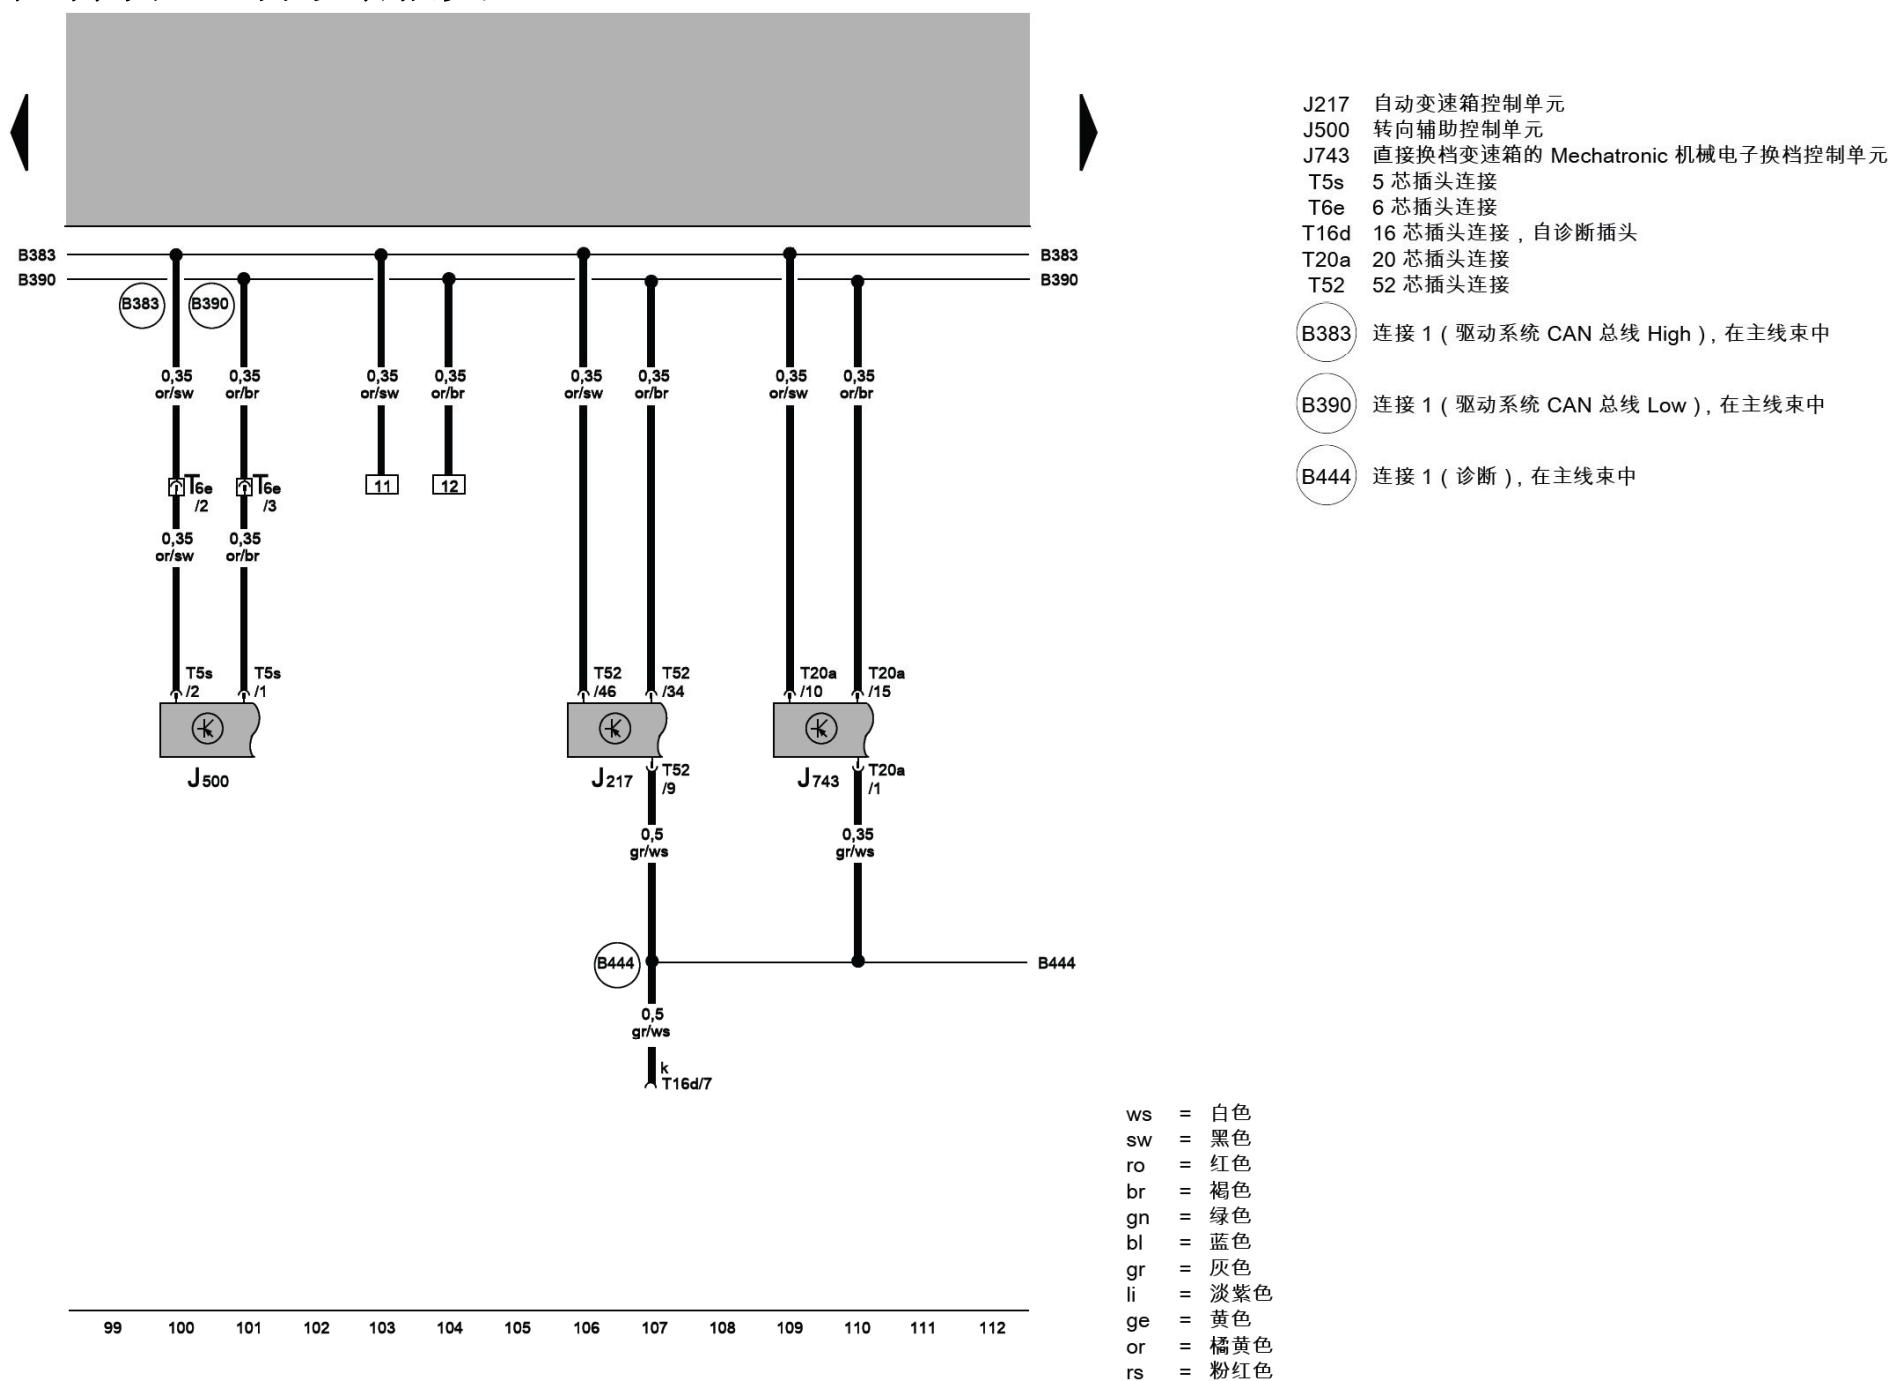 J217 自动变速箱控制单元
J500 转向辅助控制单元
J743 直接换档变速箱的 Mechatronic 机械电子换档控制单元
T5s 5 芯插头连接
T6e 6 芯插头连接
T16d 16 芯插头连接 , 自诊断插头
T20a 20 芯插头连接
T52 52 芯插头连接
B383 连接 1 ( 驱动系统 CAN 总线 High ) , 在主线束中
B390 连接 1 ( 驱动系统 CAN 总线 Low ) , 在主线束中
B444 连接 1 ( 诊断 ) , 在主线束中
B383 B383
B390 B390
B383 B390
0,35 0,35 0,35 0,35 0,35 0,35 0,35 0,35
or/sw or/br or/sw or/br or/sw or/br or/sw or/br
T6e T6e 11 12
/2 /3
0,35 0,35
or/sw or/br
T5s T5s T52 T52 T20a T20a
/2 /1 /46 /34 /10 /15
J500 J217 T52 J743 T20a
/9 /1
0,5 0,35
gr/ws gr/ws
B444 B444
0,5
gr/ws
k
T16d/7
ws = 白色
sw = 黑色
ro = 红色
br = 褐色
gn = 绿色
bl = 蓝色
gr = 灰色
li = 淡紫色
ge = 黄色
or = 橘黄色
rs = 粉红色
99 100 101 102 103 104 105 106 107 108 109 110 111 112